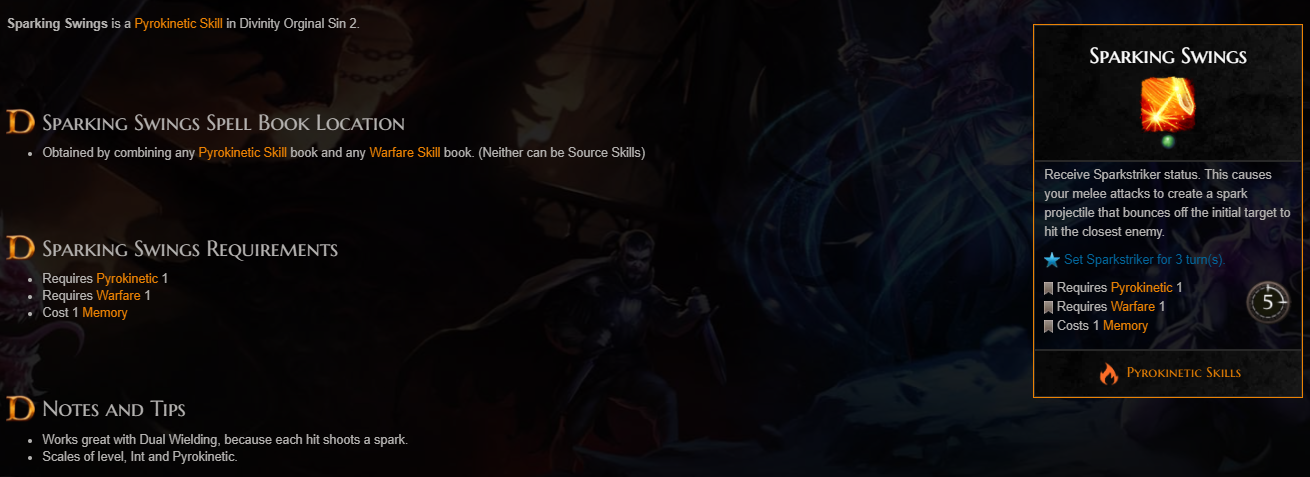 Sparking Swings is a Pyrokinetic Skill in Divinity Orginal Sin 2.
Sparking Swings Spell Book Location
Obtained by combining any Pyrokinetic Skill book and any Warfare Skill book. (Neither can be Source Skills)
Sparking Swings Requirements
Requires Pyrokinetic 1
Requires Warfare 1
Cost 1 Memory
Notes and Tips
Works great with Dual Wielding, because each hit shoots a spark.
Scales of level, Int and Pyrokinetic.
Sparking Swings
Receive Sparkstriker status. This causes
your melee attacks to create a spark
projectile that bounces off the initial target to
hit the closest enemy.
Set Sparkstriker for 3 turn(s).
Requires Pyrokinetic 1
Requires Warfare 1
Costs 1 Memory
5
Pyrokinetic Skills